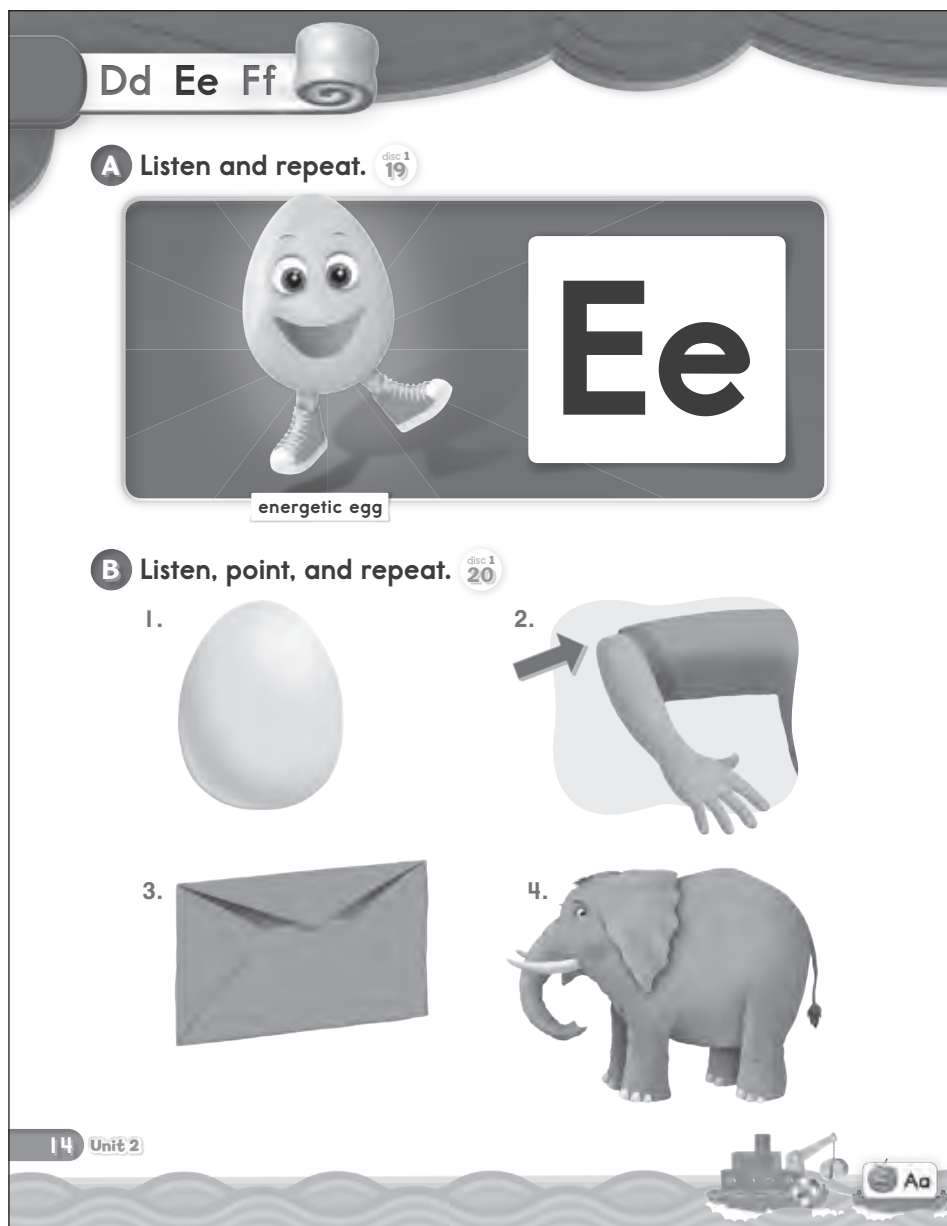 Dd Ee Ff
A Listen and repeat. disc 1 19
Ee
energetic egg
B Listen, point, and repeat. disc 1 20
1.
2.
3.
4.
14 Unit 2
Aa